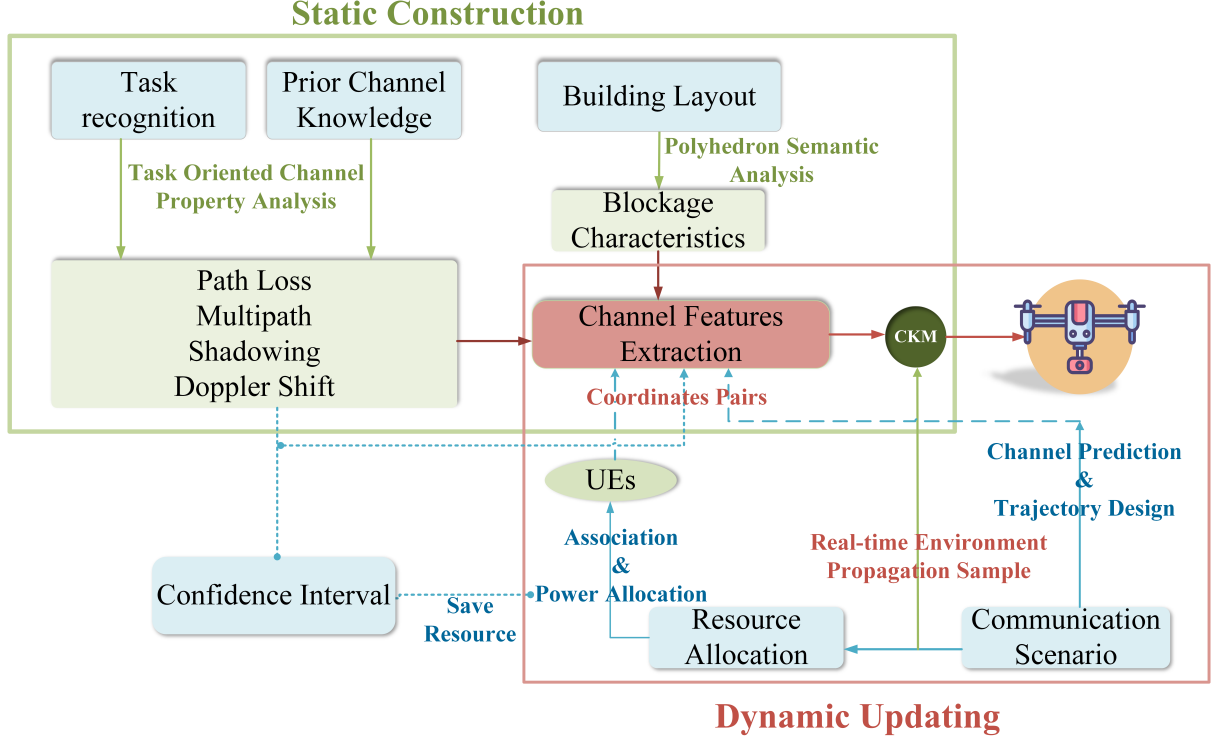 Static Construction
Task
recognition
Prior Channel
Knowledge
Building Layout
Task Oriented Channel
Property Analysis
Polyhedron Semantic
Analysis
Blockage
Characteristics
Path Loss
Multipath
Shadowing
Doppler Shift
Channel Features
Extraction
CKM
Coordinates Pairs
UEs
Channel Prediction
&
Trajectory Design
Association
&
Power Allocation
Real-time Environment
Propagation Sample
Confidence Interval
Save
Resource
Resource
Allocation
Communication
Scenario
Dynamic Updating